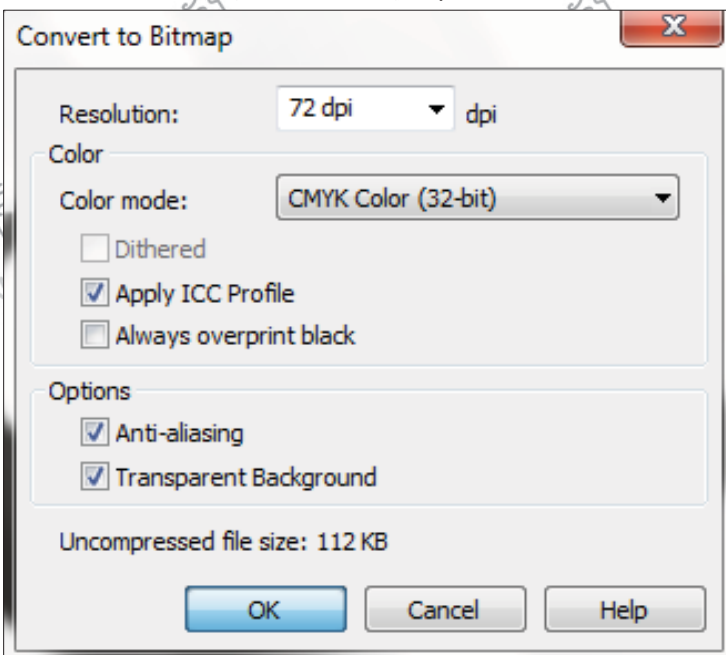 Convert to Bitmap
Resolution: 72 dpi dpi
Color
Color mode: CMYK Color (32-bit)
Dithered
Apply ICC Profile
Always overprint black
Options
Anti-aliasing
Transparent Background
Uncompressed file size: 112 KB
OK Cancel Help